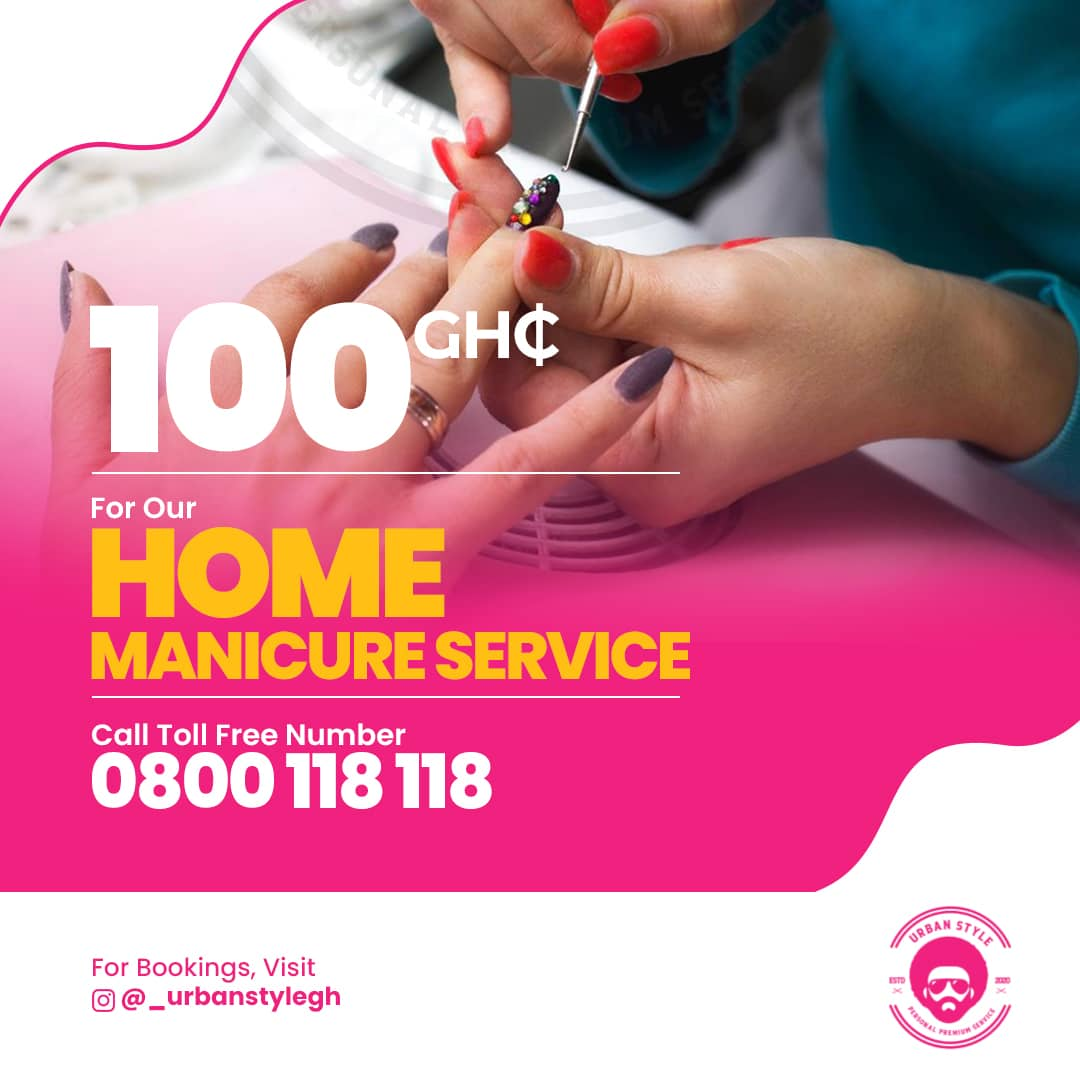 100 GH₵
For Our
HOME
MANICURE SERVICE
Call Toll Free Number
0800 118 118
For Bookings, Visit
@_urbanstylegh
URBAN STYLE
ESTD 2020
PERSONAL PREMIUM SERVICE